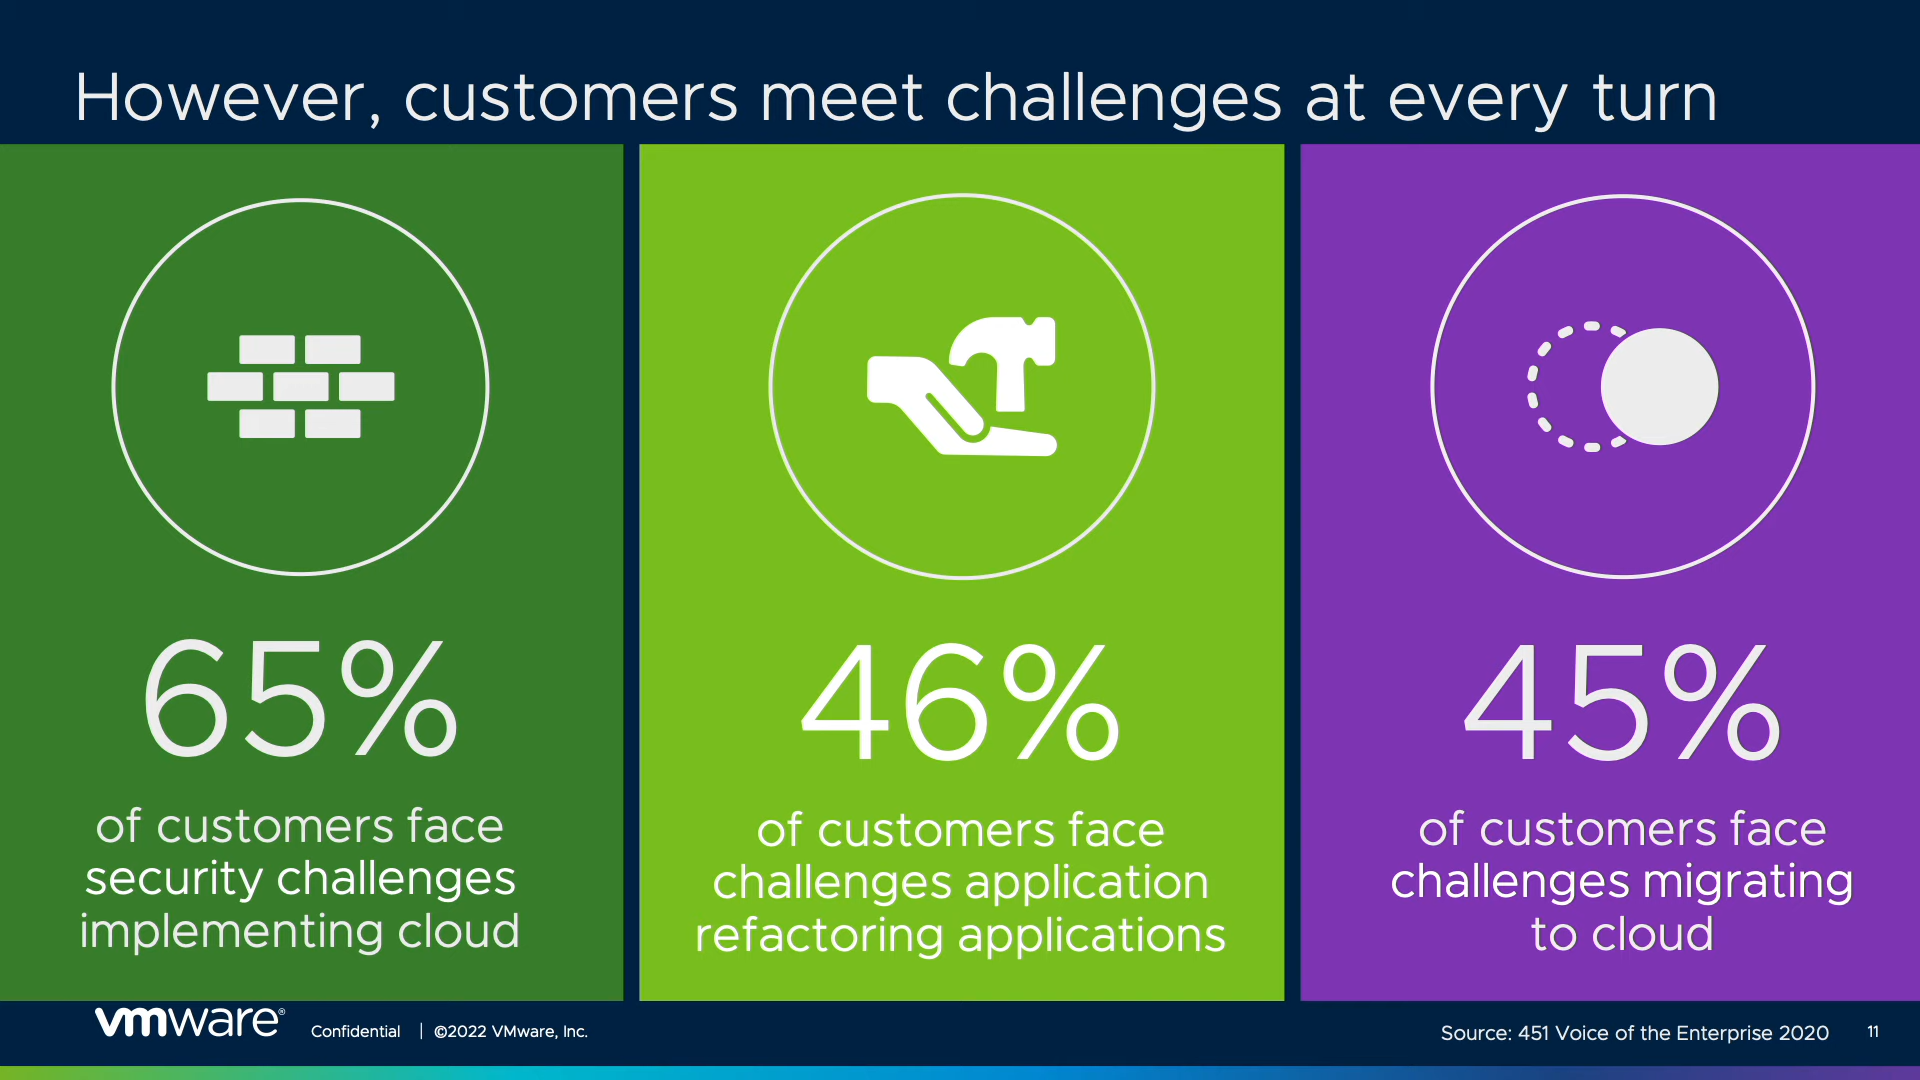 However, customers meet challenges at every turn
65%
of customers face
security challenges
implementing cloud
46%
of customers face
challenges application
refactoring applications
45%
of customers face
challenges migrating
to cloud
vmware® Confidential | ©2022 VMware, Inc.
Source: 451 Voice of the Enterprise 2020 11